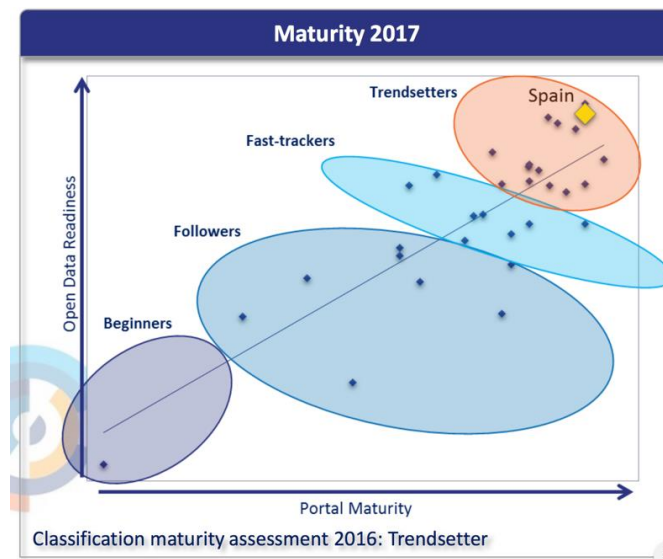 Maturity 2017
Trendsetters
Spain
Fast-trackers
Followers
Beginners
Open Data Readiness
Portal Maturity
Classification maturity assessment 2016: Trendsetter